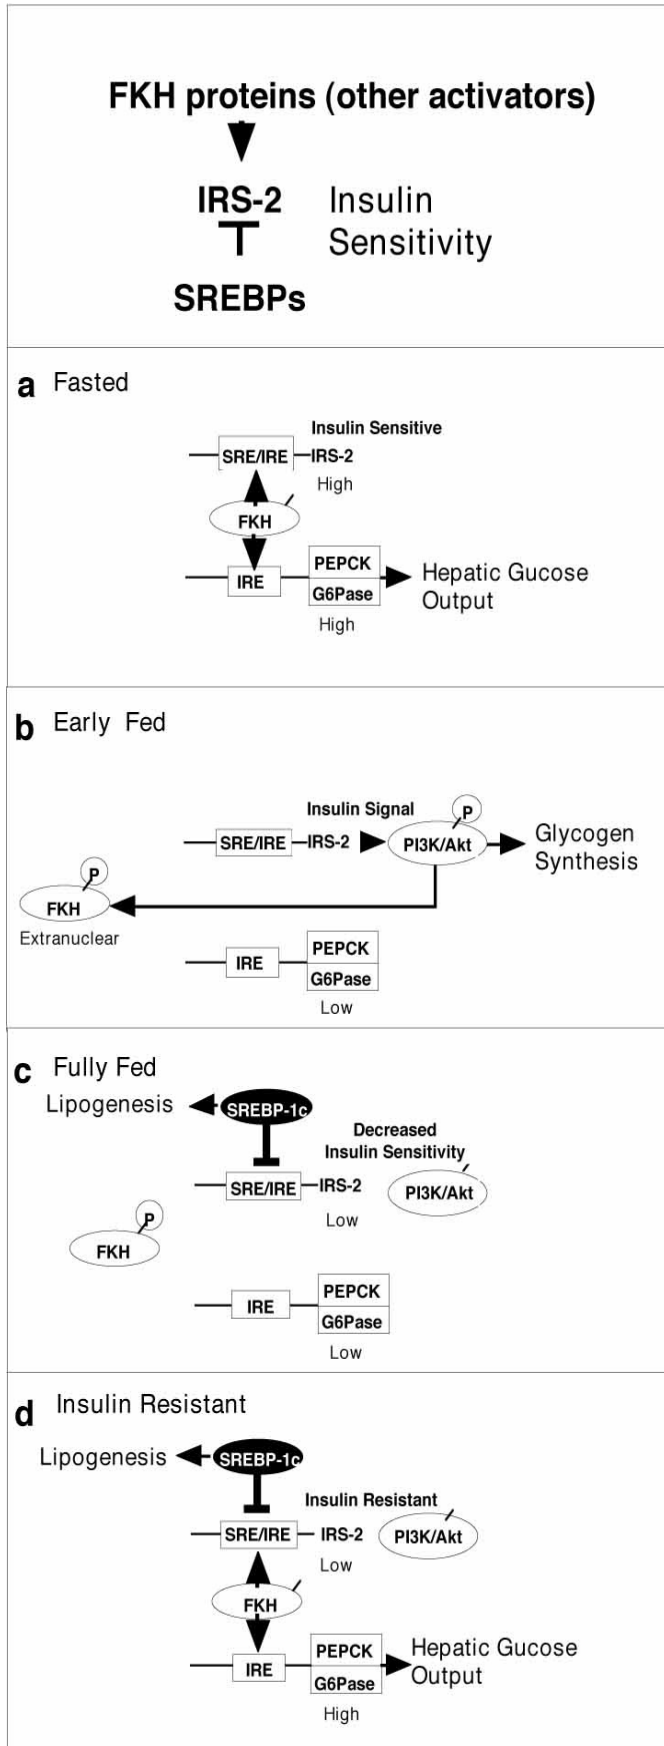 FKH proteins (other activators)
IRS-2
Insulin
Sensitivity
SREBPs
a Fasted
Insulin Sensitive
SRE/IRE IRS-2
High
FKH
IRE
PEPCK
G6Pase
High
Hepatic Gucose
Output
b Early Fed
Insulin Signal
P
SRE/IRE IRS-2
PI3K/Akt
Glycogen
Synthesis
P
FKH
Extranuclear
IRE
PEPCK
G6Pase
Low
c Fully Fed
Lipogenesis
SREBP-1c
Decreased
Insulin Sensitivity
SRE/IRE IRS-2
PI3K/Akt
Low
P
FKH
IRE
PEPCK
G6Pase
Low
d Insulin Resistant
Lipogenesis
SREBP-1c
Insulin Resistant
SRE/IRE IRS-2
PI3K/Akt
Low
FKH
IRE
PEPCK
G6Pase
High
Hepatic Gucose
Output